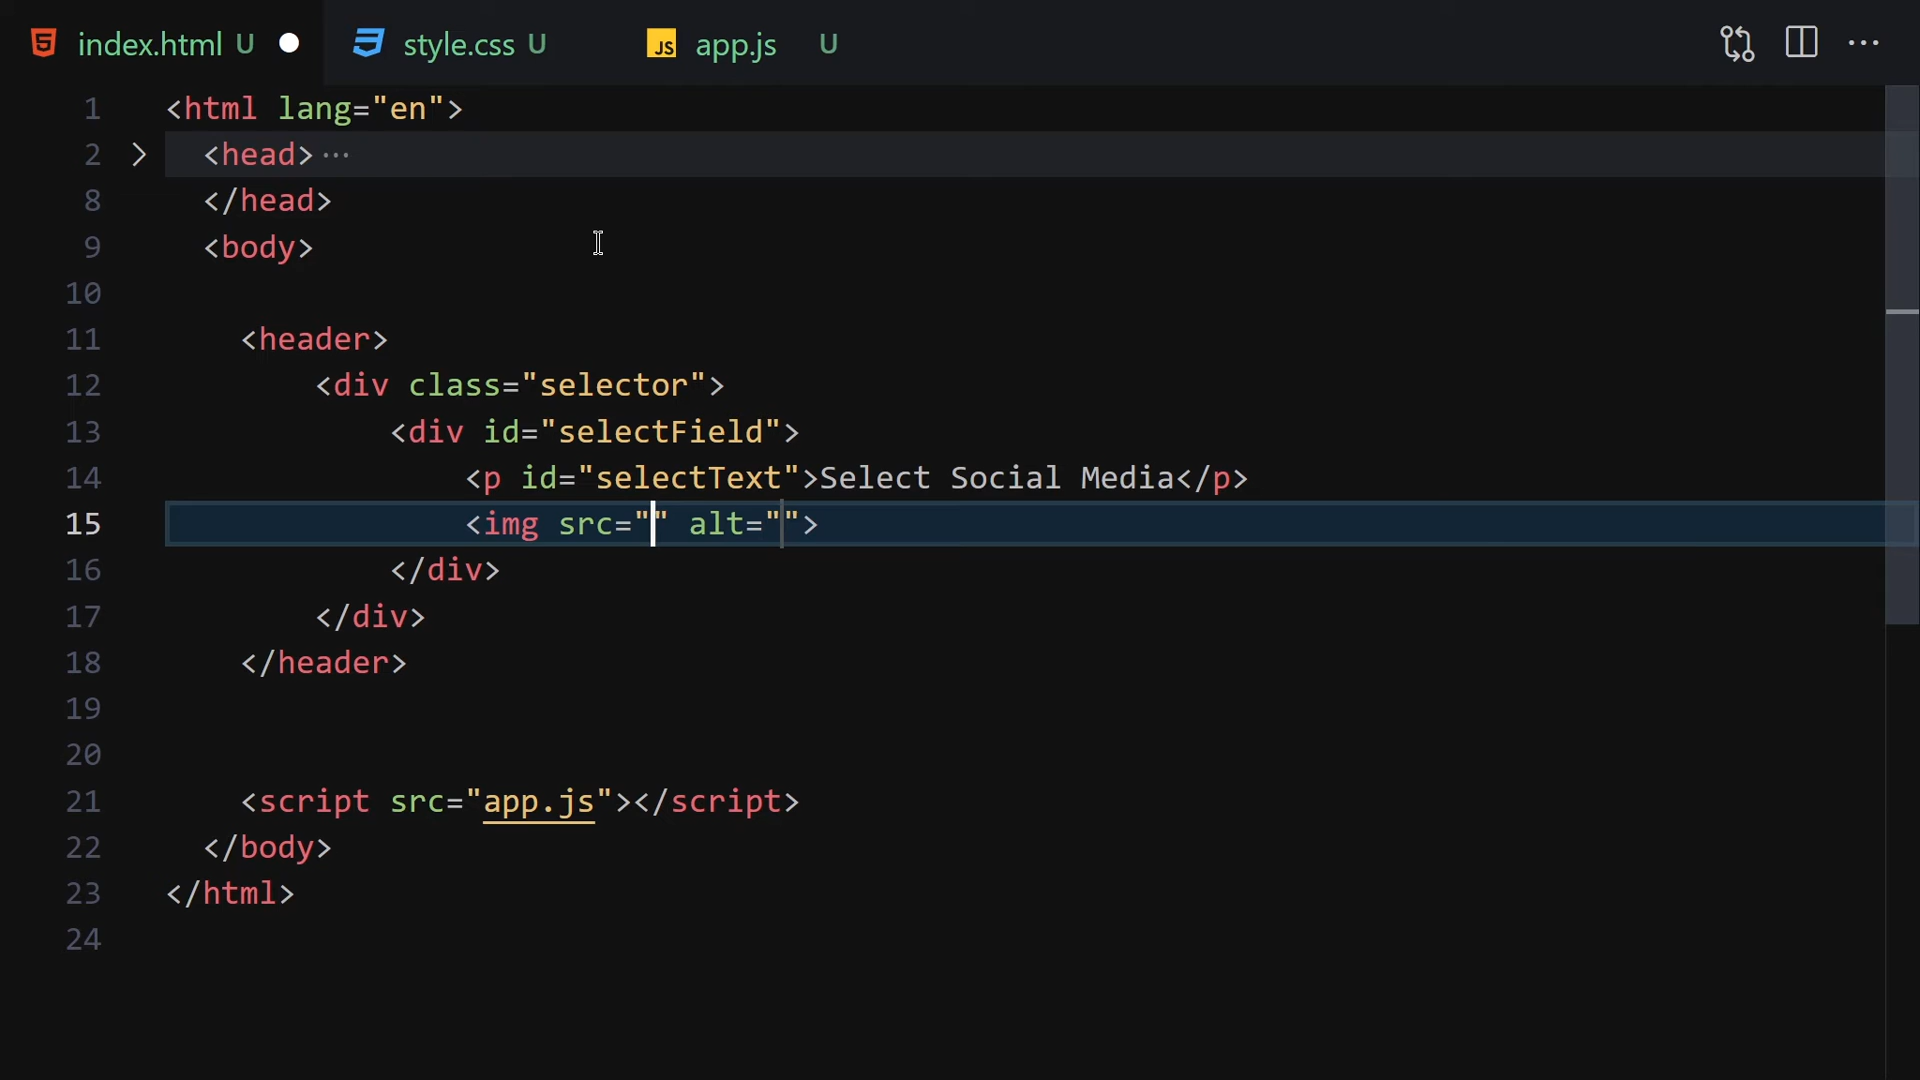 index.html U
style.css U
JS app.js U
1 <html lang="en">
2 <head>···
8 </head>
9 <body>
10
11 <header>
12 <div class="selector">
13 <div id="selectField">
14 <p id="selectText">Select Social Media</p>
15 <img src="" alt="">
16 </div>
17 </div>
18 </header>
19
20
21 <script src="app.js"></script>
22 </body>
23 </html>
24